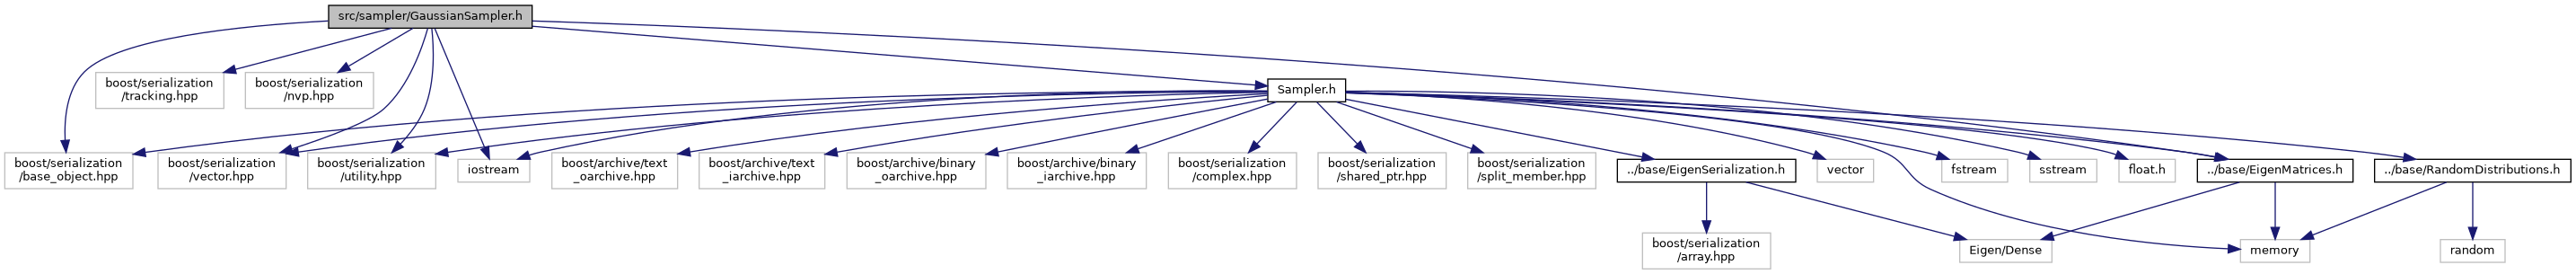 src/sampler/GaussianSampler.h
boost/serialization
/tracking.hpp
boost/serialization
/nvp.hpp
Sampler.h
boost/serialization
/base_object.hpp
boost/serialization
/vector.hpp
boost/serialization
/utility.hpp
iostream
boost/archive/text
_oarchive.hpp
boost/archive/text
_iarchive.hpp
boost/archive/binary
_oarchive.hpp
boost/archive/binary
_iarchive.hpp
boost/serialization
/complex.hpp
boost/serialization
/shared_ptr.hpp
boost/serialization
/split_member.hpp
../base/EigenSerialization.h
vector
fstream
sstream
float.h
../base/EigenMatrices.h
../base/RandomDistributions.h
boost/serialization
/array.hpp
Eigen/Dense
memory
random